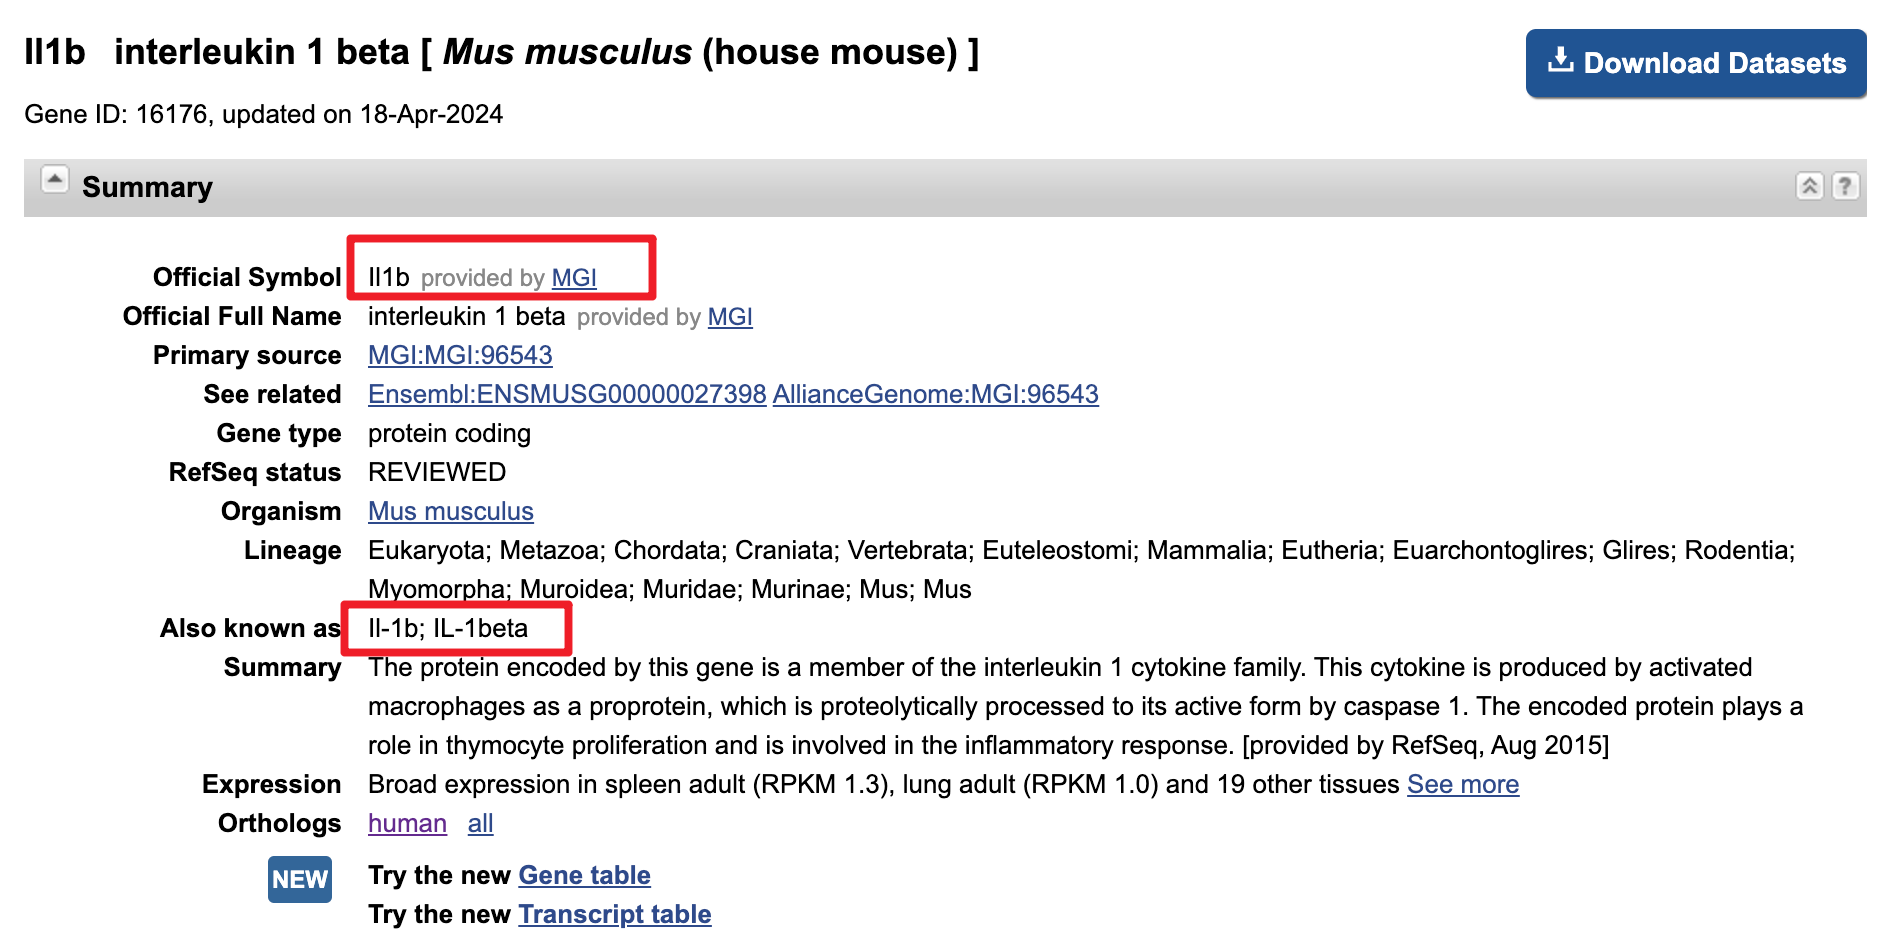 Il1b interleukin 1 beta [ Mus musculus (house mouse) ]
Download Datasets
Gene ID: 16176, updated on 18-Apr-2024
Summary
?
Official Symbol Il1b provided by MGI
Official Full Name interleukin 1 beta provided by MGI
Primary source MGI:MGI:96543
See related Ensembl:ENSMUSG00000027398 AllianceGenome:MGI:96543
Gene type protein coding
RefSeq status REVIEWED
Organism Mus musculus
Lineage Eukaryota; Metazoa; Chordata; Craniata; Vertebrata; Euteleostomi; Mammalia; Eutheria; Euarchontoglires; Glires; Rodentia;
Myomorpha; Muroidea; Muridae; Murinae; Mus; Mus
Also known as Il-1b; IL-1beta
Summary The protein encoded by this gene is a member of the interleukin 1 cytokine family. This cytokine is produced by activated
macrophages as a proprotein, which is proteolytically processed to its active form by caspase 1. The encoded protein plays a
role in thymocyte proliferation and is involved in the inflammatory response. [provided by RefSeq, Aug 2015]
Expression Broad expression in spleen adult (RPKM 1.3), lung adult (RPKM 1.0) and 19 other tissues See more
Orthologs human all
NEW Try the new Gene table
Try the new Transcript table